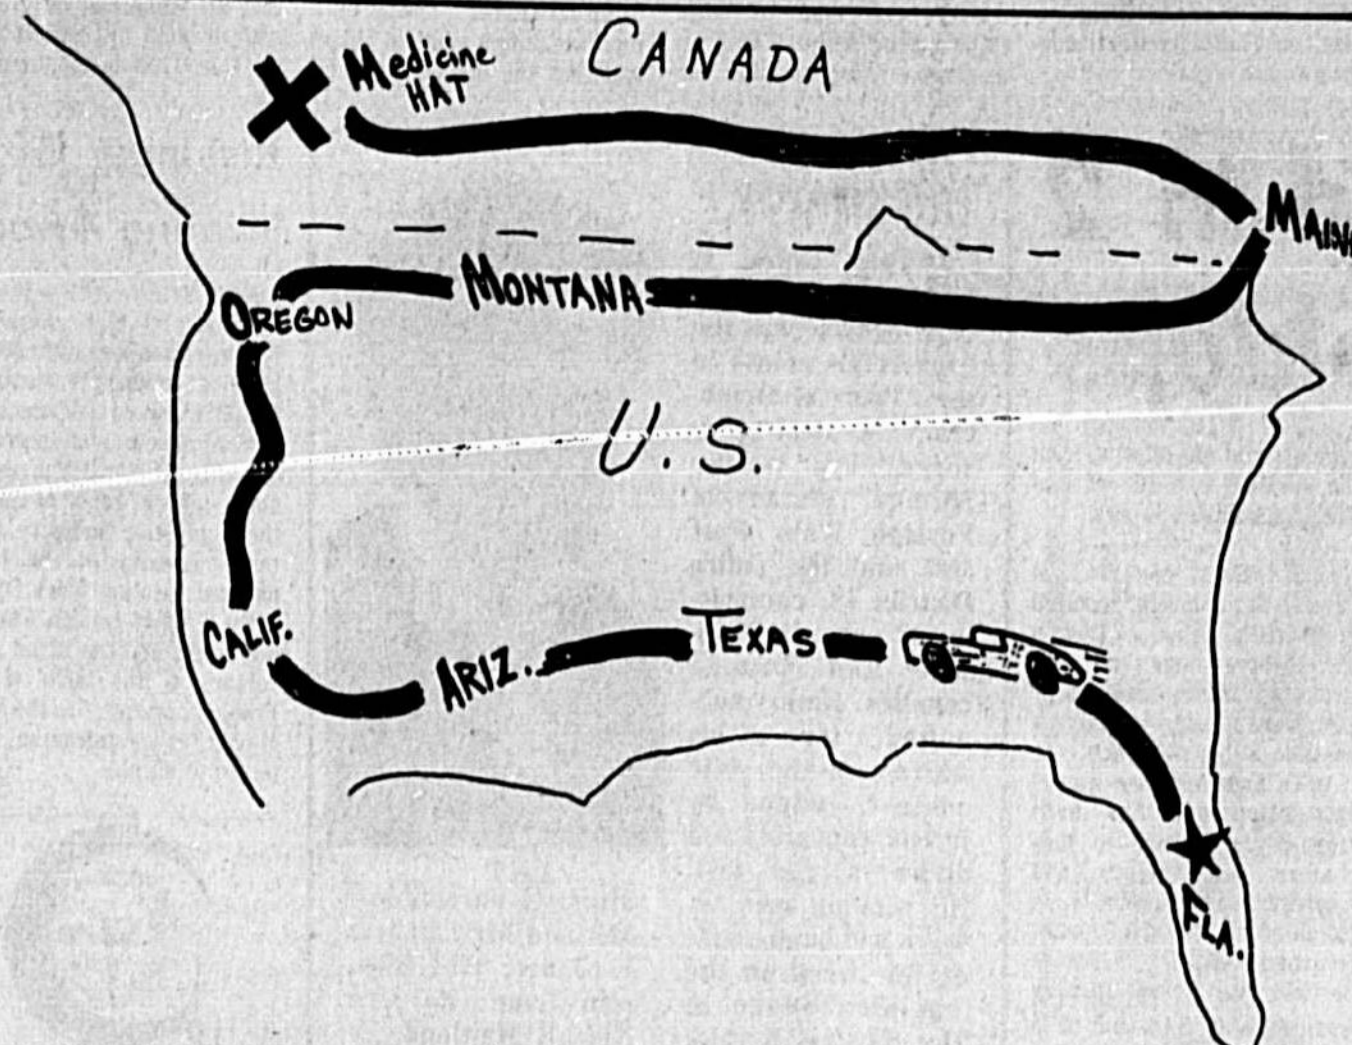 CANADA
Medicine
HAT
MAINE
MONTANA
OREGON
U.S.
TEXAS
CALIF.
ARIZ.
FLA.